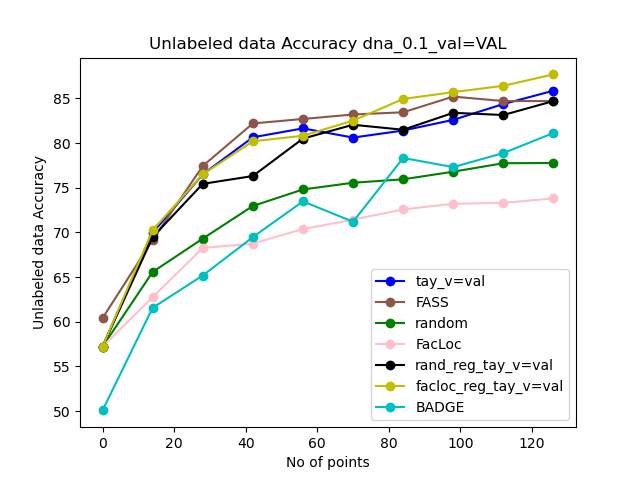 Unlabeled data Accuracy dna_0.1_val=VAL
Unlabeled data Accuracy
85
80
75
70
65
60
55
50
tay_v=val
FASS
random
FacLoc
rand_reg_tay_v=val
facloc_reg_tay_v=val
BADGE
0 20 40 60 80 100 120
No of points